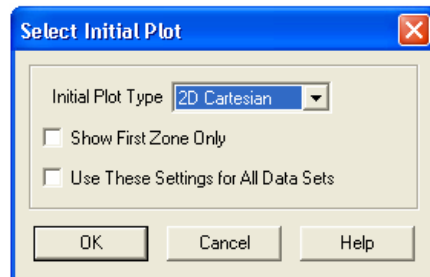 Select Initial Plot
Initial Plot Type 2D Cartesian
Show First Zone Only
Use These Settings for All Data Sets
OK Cancel Help